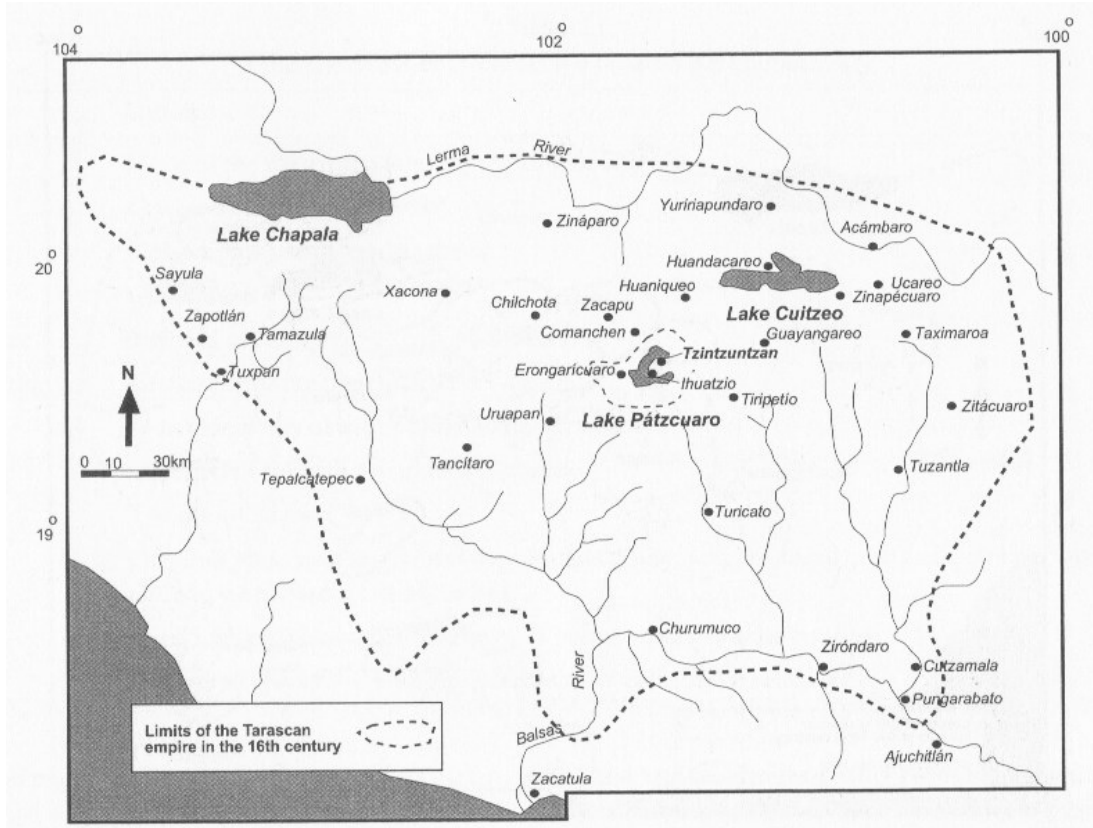 104°
102°
100°
Lerma River
Zináparo
Yuririapundaro
Acámbaro
Lake Chapala
20°
Huandacareo
Sayula
Xacona
Huaniqueo
Ucareo
Zinapécuaro
Chilchota
Zacapu
Lake Cuitzeo
Zapotlán
Tamazula
Comanchen
Guayangareo
Taximaroa
Tzintzuntzan
Tuxpan
Erongarícuaro
Ihuatzio
N
Tiripetío
Zitácuaro
Uruapan
Lake Pátzcuaro
0 10 30km
Tancítaro
Tuzantla
Tepalcatepec
Turicato
19°
Churumuco
Ziróndaro
Cutzamala
Pungarabato
Balsas River
Limits of the Tarascan
empire in the 16th century
Ajuchitlán
Zacatula